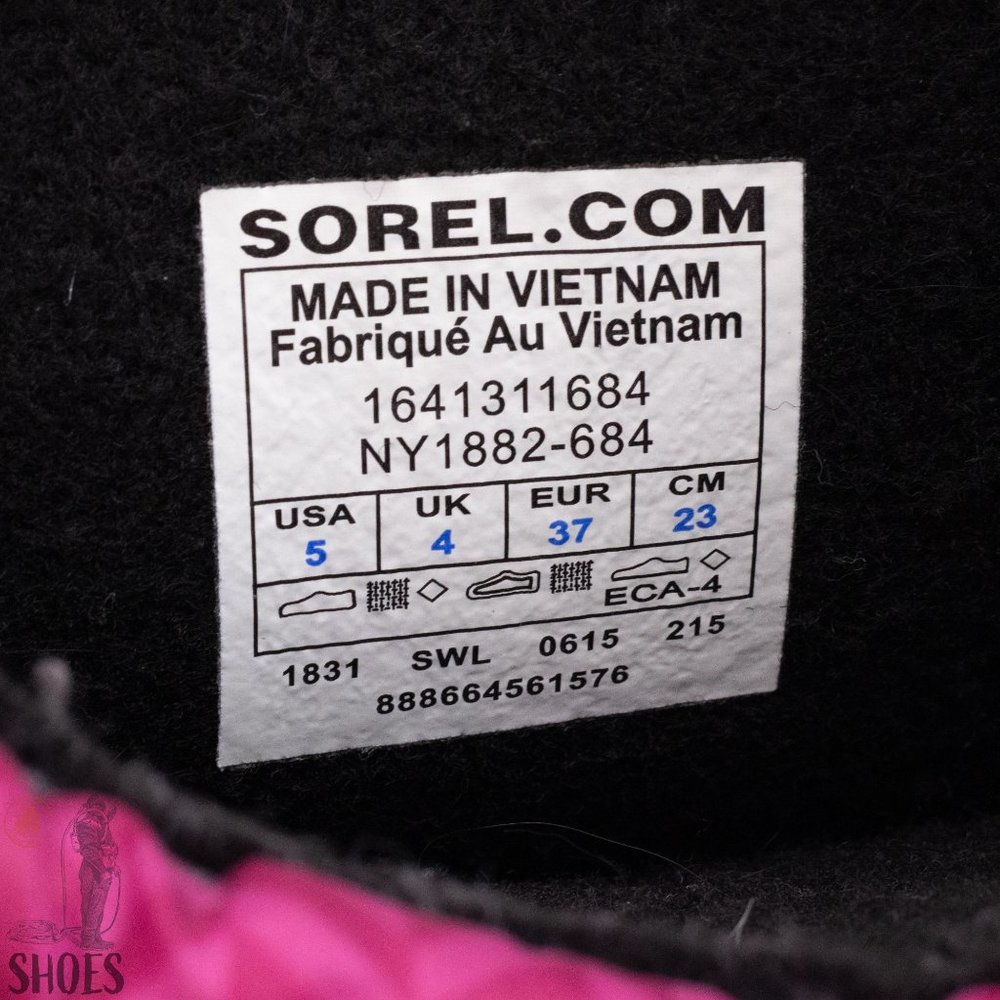 SOREL.COM
MADE IN VIETNAM
Fabriqué Au Vietnam
1641311684
NY1882-684
USA UK EUR CM
5 4 37 23
ECA-4
1831 SWL 0615 215
888664561576
SHOES